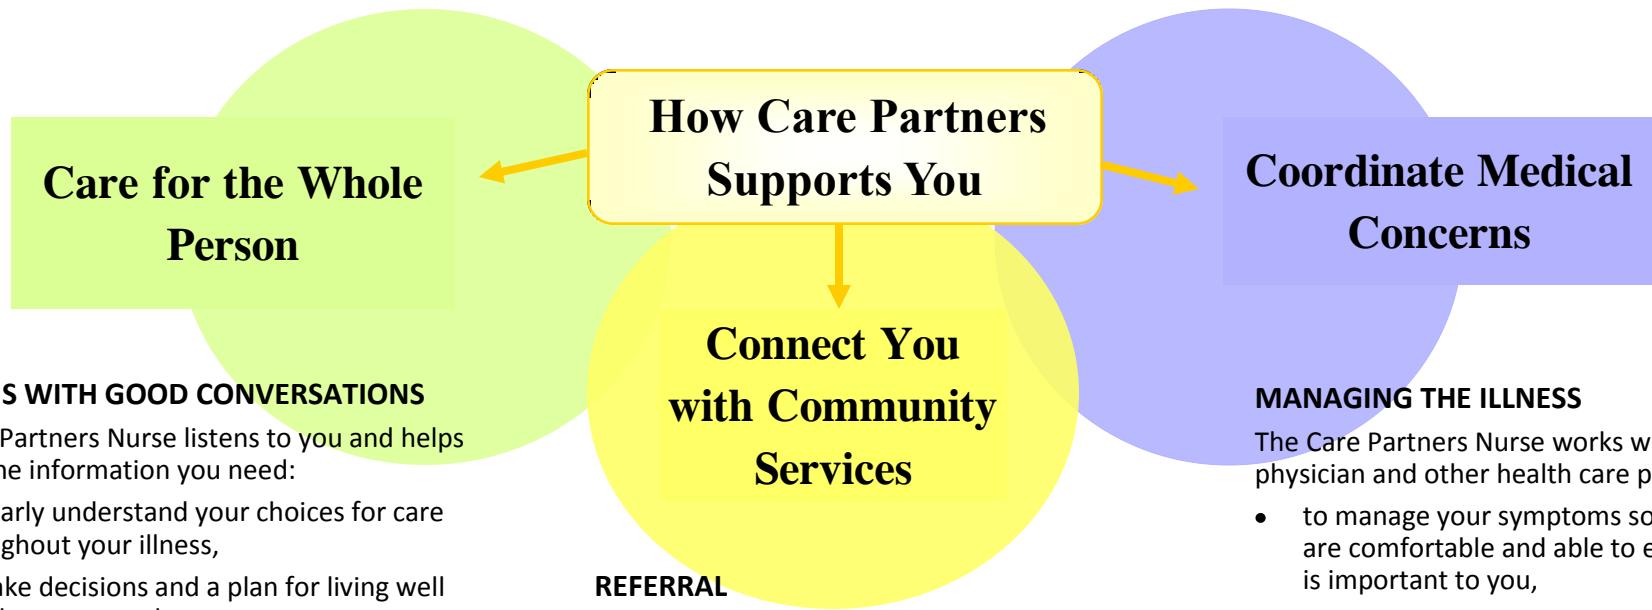 How Care Partners
Supports You
Care for the Whole
Person
Coordinate Medical
Concerns
Connect You
with Community
Services
S WITH GOOD CONVERSATIONS
Partners Nurse listens to you and helps
information you need:
understand your choices for care
your illness,
decisions and a plan for living well
REFERRAL
MANAGING THE ILLNESS
The Care Partners Nurse works
physician and other health care
• to manage your symptoms so
are comfortable and able to
is important to you,